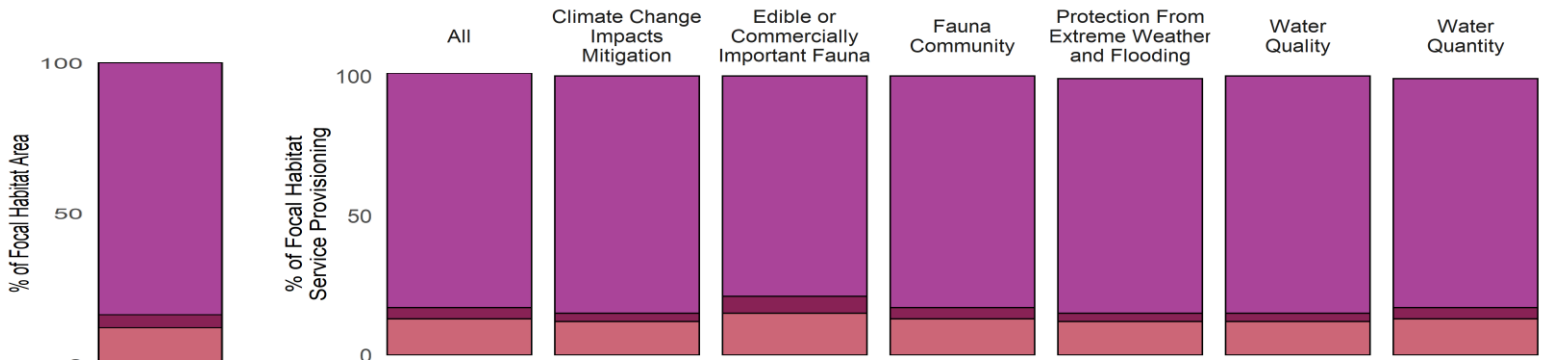 100
50
% of Focal Habitat Area
% of Focal Habitat
Service Provisioning
100
50
0
All
Climate Change
Impacts
Mitigation
Edible or
Commercially
Important Fauna
Fauna
Community
Protection From
Extreme Weather
and Flooding
Water
Quality
Water
Quantity